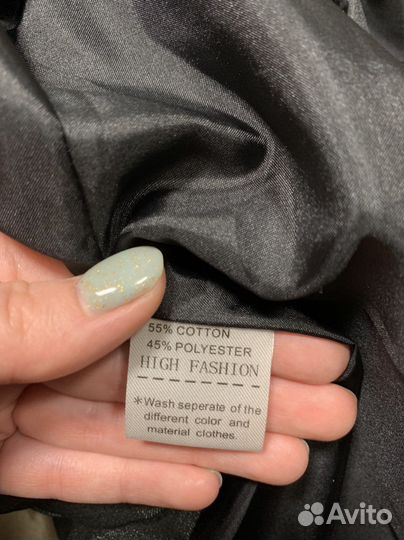 55% COTTON
45% POLYESTER
HIGH FASHION
*Wash seperate of the
different color and
material clothes.
Avito